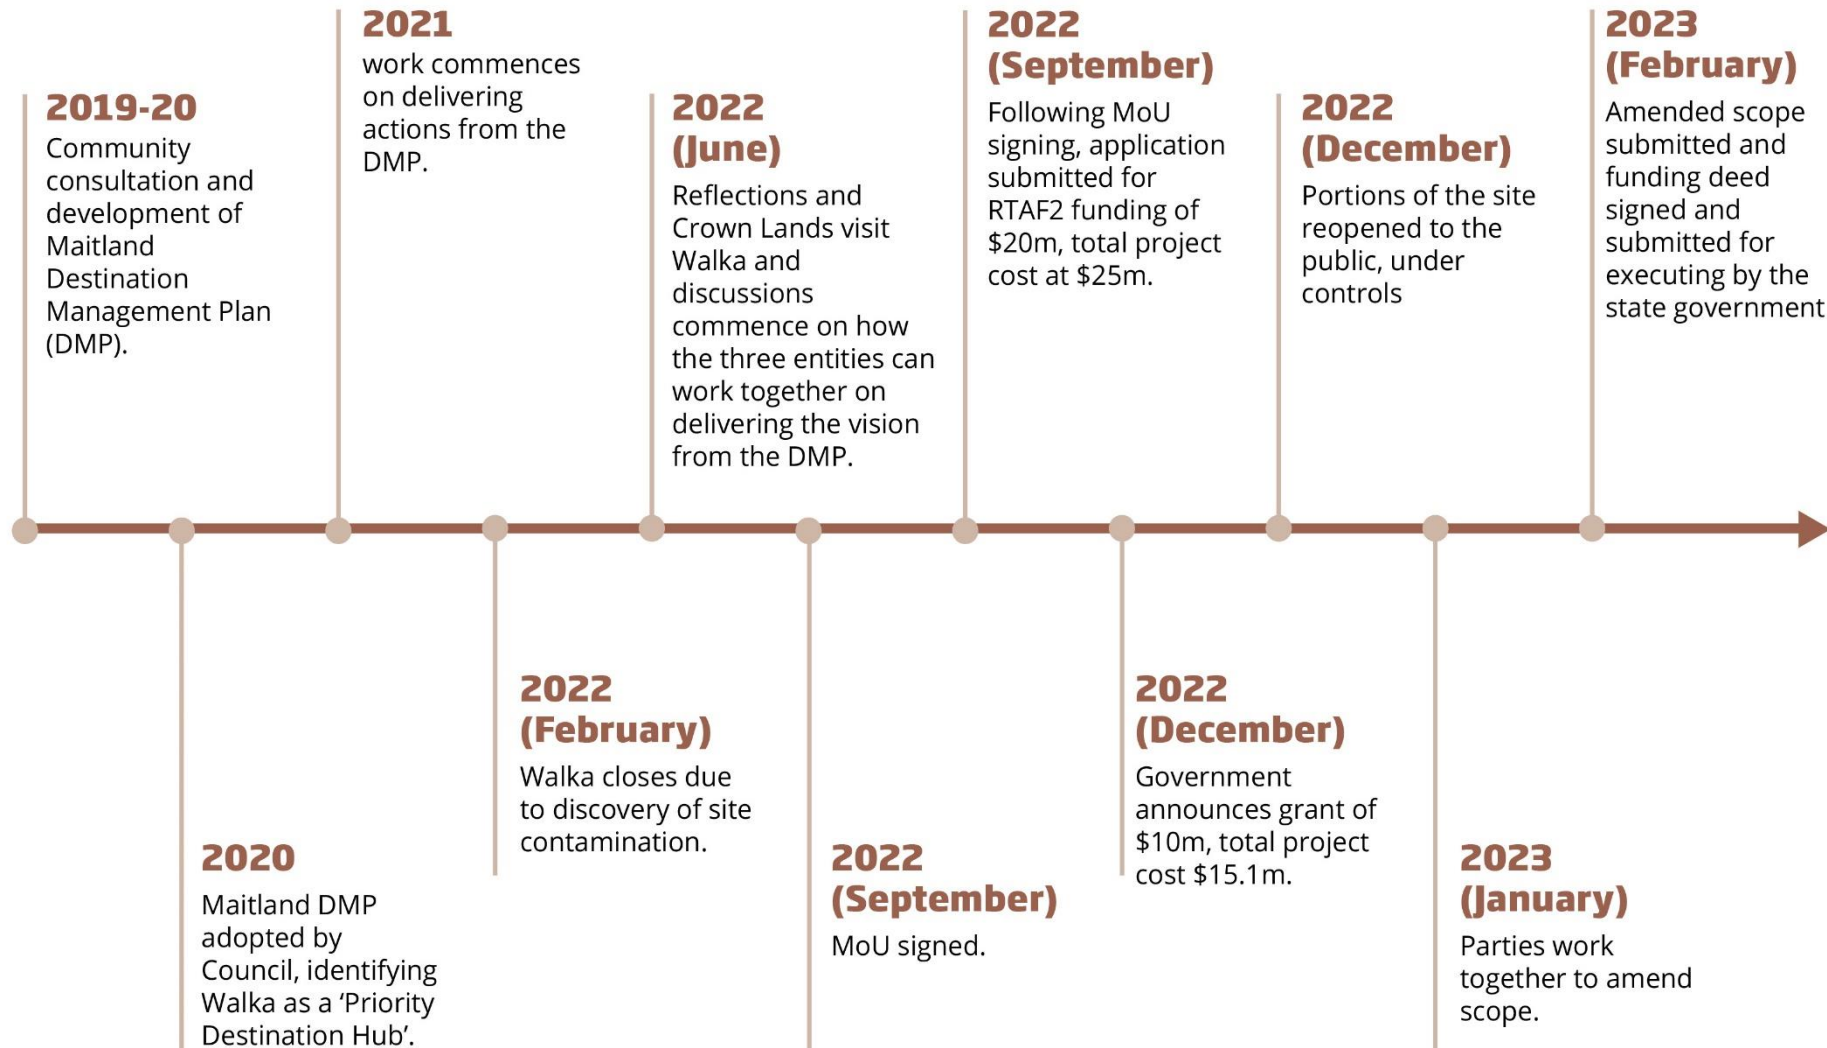 2019-20
Community
consultation and
development of
Maitland
Destination
Management Plan
(DMP).
2020
Maitland DMP
adopted by
Council, identifying
Walka as a ‘Priority
Destination Hub’.
2021
work commences
on delivering
actions from the
DMP.
2022
(February)
Walka closes due
to discovery of site
contamination.
2022
(June)
Reflections and
Crown Lands visit
Walka and
discussions
commence on how
the three entities can
work together on
delivering the vision
from the DMP.
2022
(September)
MoU signed.
2022
(September)
Following MoU
signing, application
submitted for
RTAF2 funding of
$20m, total project
cost at $25m.
2022
(December)
Government
announces grant of
$10m, total project
cost $15.1m.
2022
(December)
Portions of the site
reopened to the
public, under
controls
2023
(January)
Parties work
together to amend
scope.
2023
(February)
Amended scope
submitted and
funding deed
signed and
submitted for
executing by the
state government